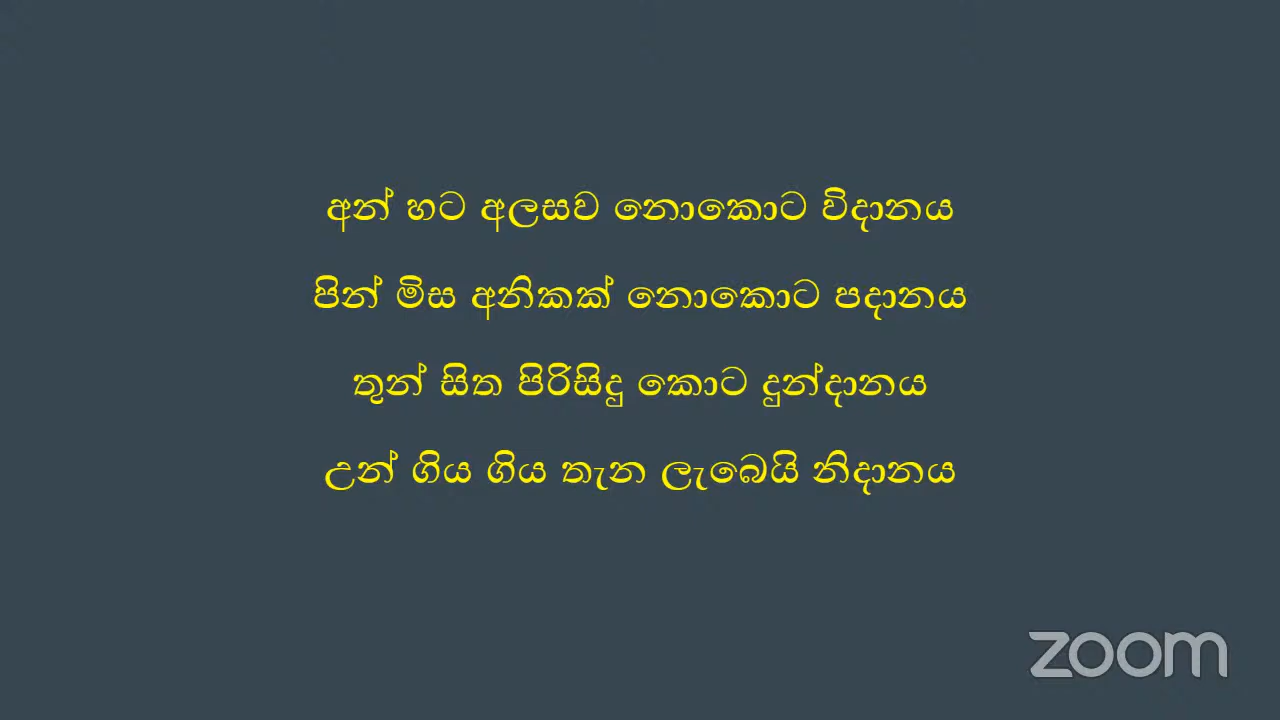 අන් හට අලසව නොකොට විදානය
පින් මිස අනිකක් නොකොට පදානය
තුන් සිත පිරිසිදු කොට දුන්දානය
උන් ගිය ගිය තැන ලැබෙයි නිදානය
zoom